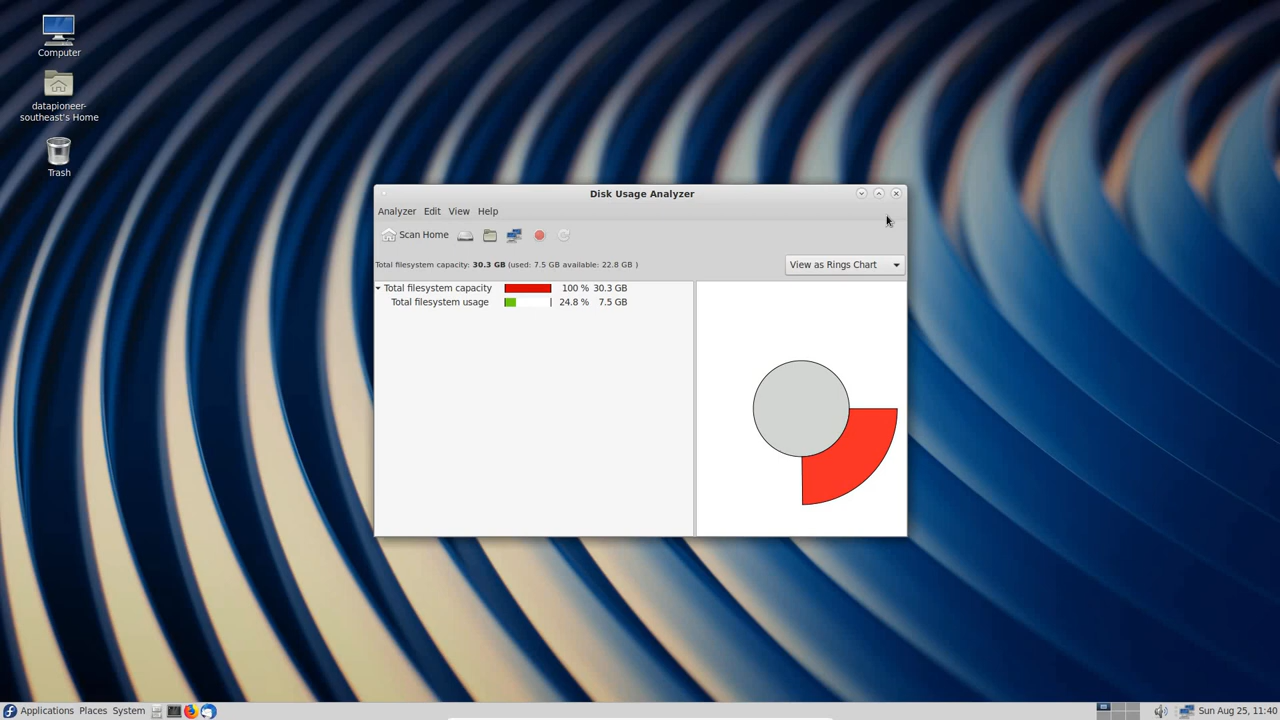 Computer
datapioneer-
southeast's Home
Trash
Disk Usage Analyzer
Analyzer Edit View Help
Scan Home
Total filesystem capacity: 30.3 GB (used: 7.5 GB available: 22.8 GB )
View as Rings Chart
Total filesystem capacity 100 % 30.3 GB
Total filesystem usage 24.8 % 7.5 GB
Applications Places System
Sun Aug 25, 11:40